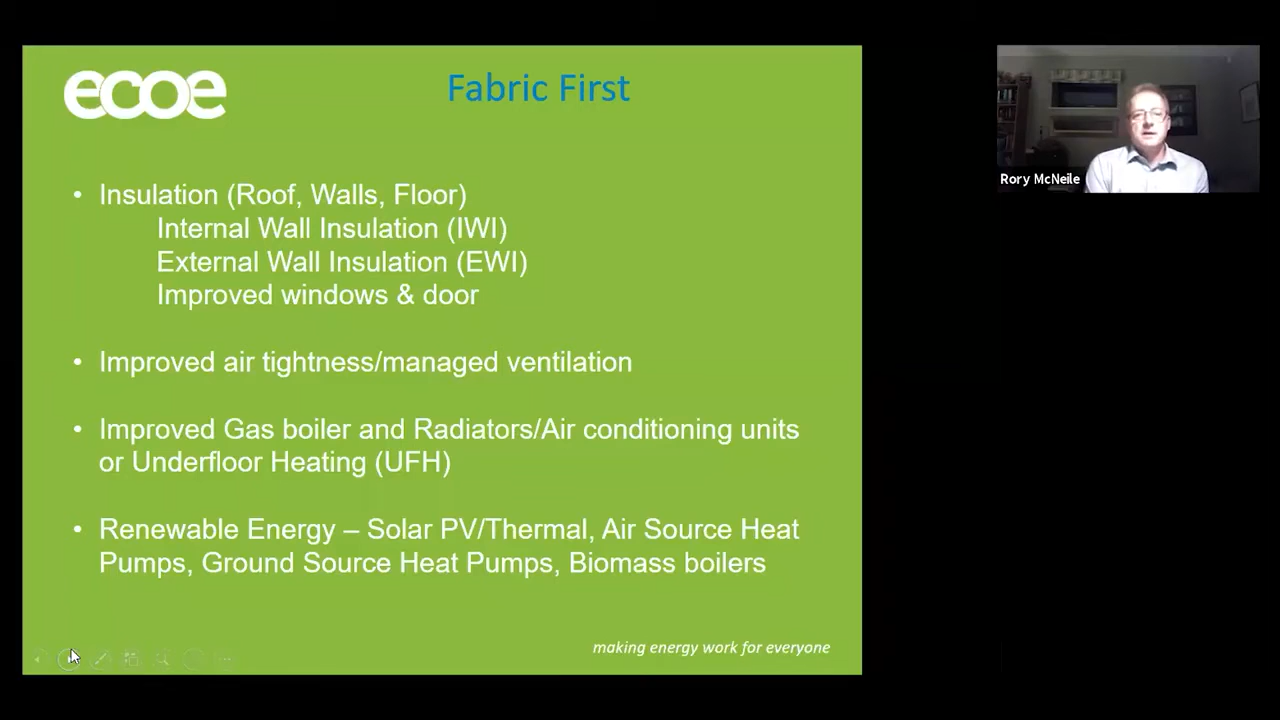 ecoe
Fabric First
• Insulation (Roof, Walls, Floor)
Internal Wall Insulation (IWI)
External Wall Insulation (EWI)
Improved windows & door
• Improved air tightness/managed ventilation
• Improved Gas boiler and Radiators/Air conditioning units
or Underfloor Heating (UFH)
• Renewable Energy – Solar PV/Thermal, Air Source Heat
Pumps, Ground Source Heat Pumps, Biomass boilers
making energy work for everyone
Rory McNeile